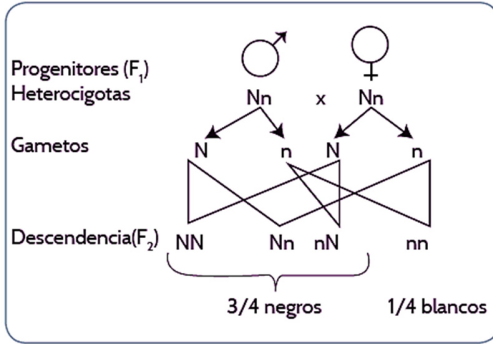 Progenitores (F₁)
Heterocigotas
Nn x Nn
Gametos
N n N n
Descendencia(F₂) NN Nn nN nn
3/4 negros 1/4 blancos